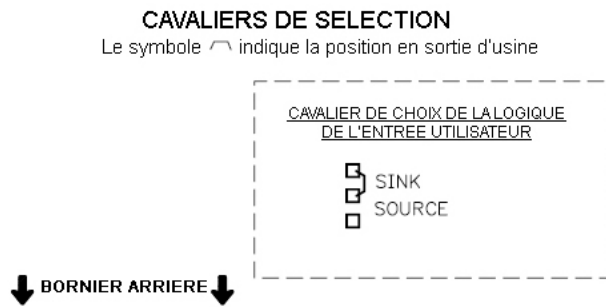 CAVALIERS DE SELECTION
Le symbole indique la position en sortie d'usine
CAVALIER DE CHOIX DE LA LOGIQUE
DE L'ENTREE UTILISATEUR
SINK
SOURCE
BORNIER ARRIERE